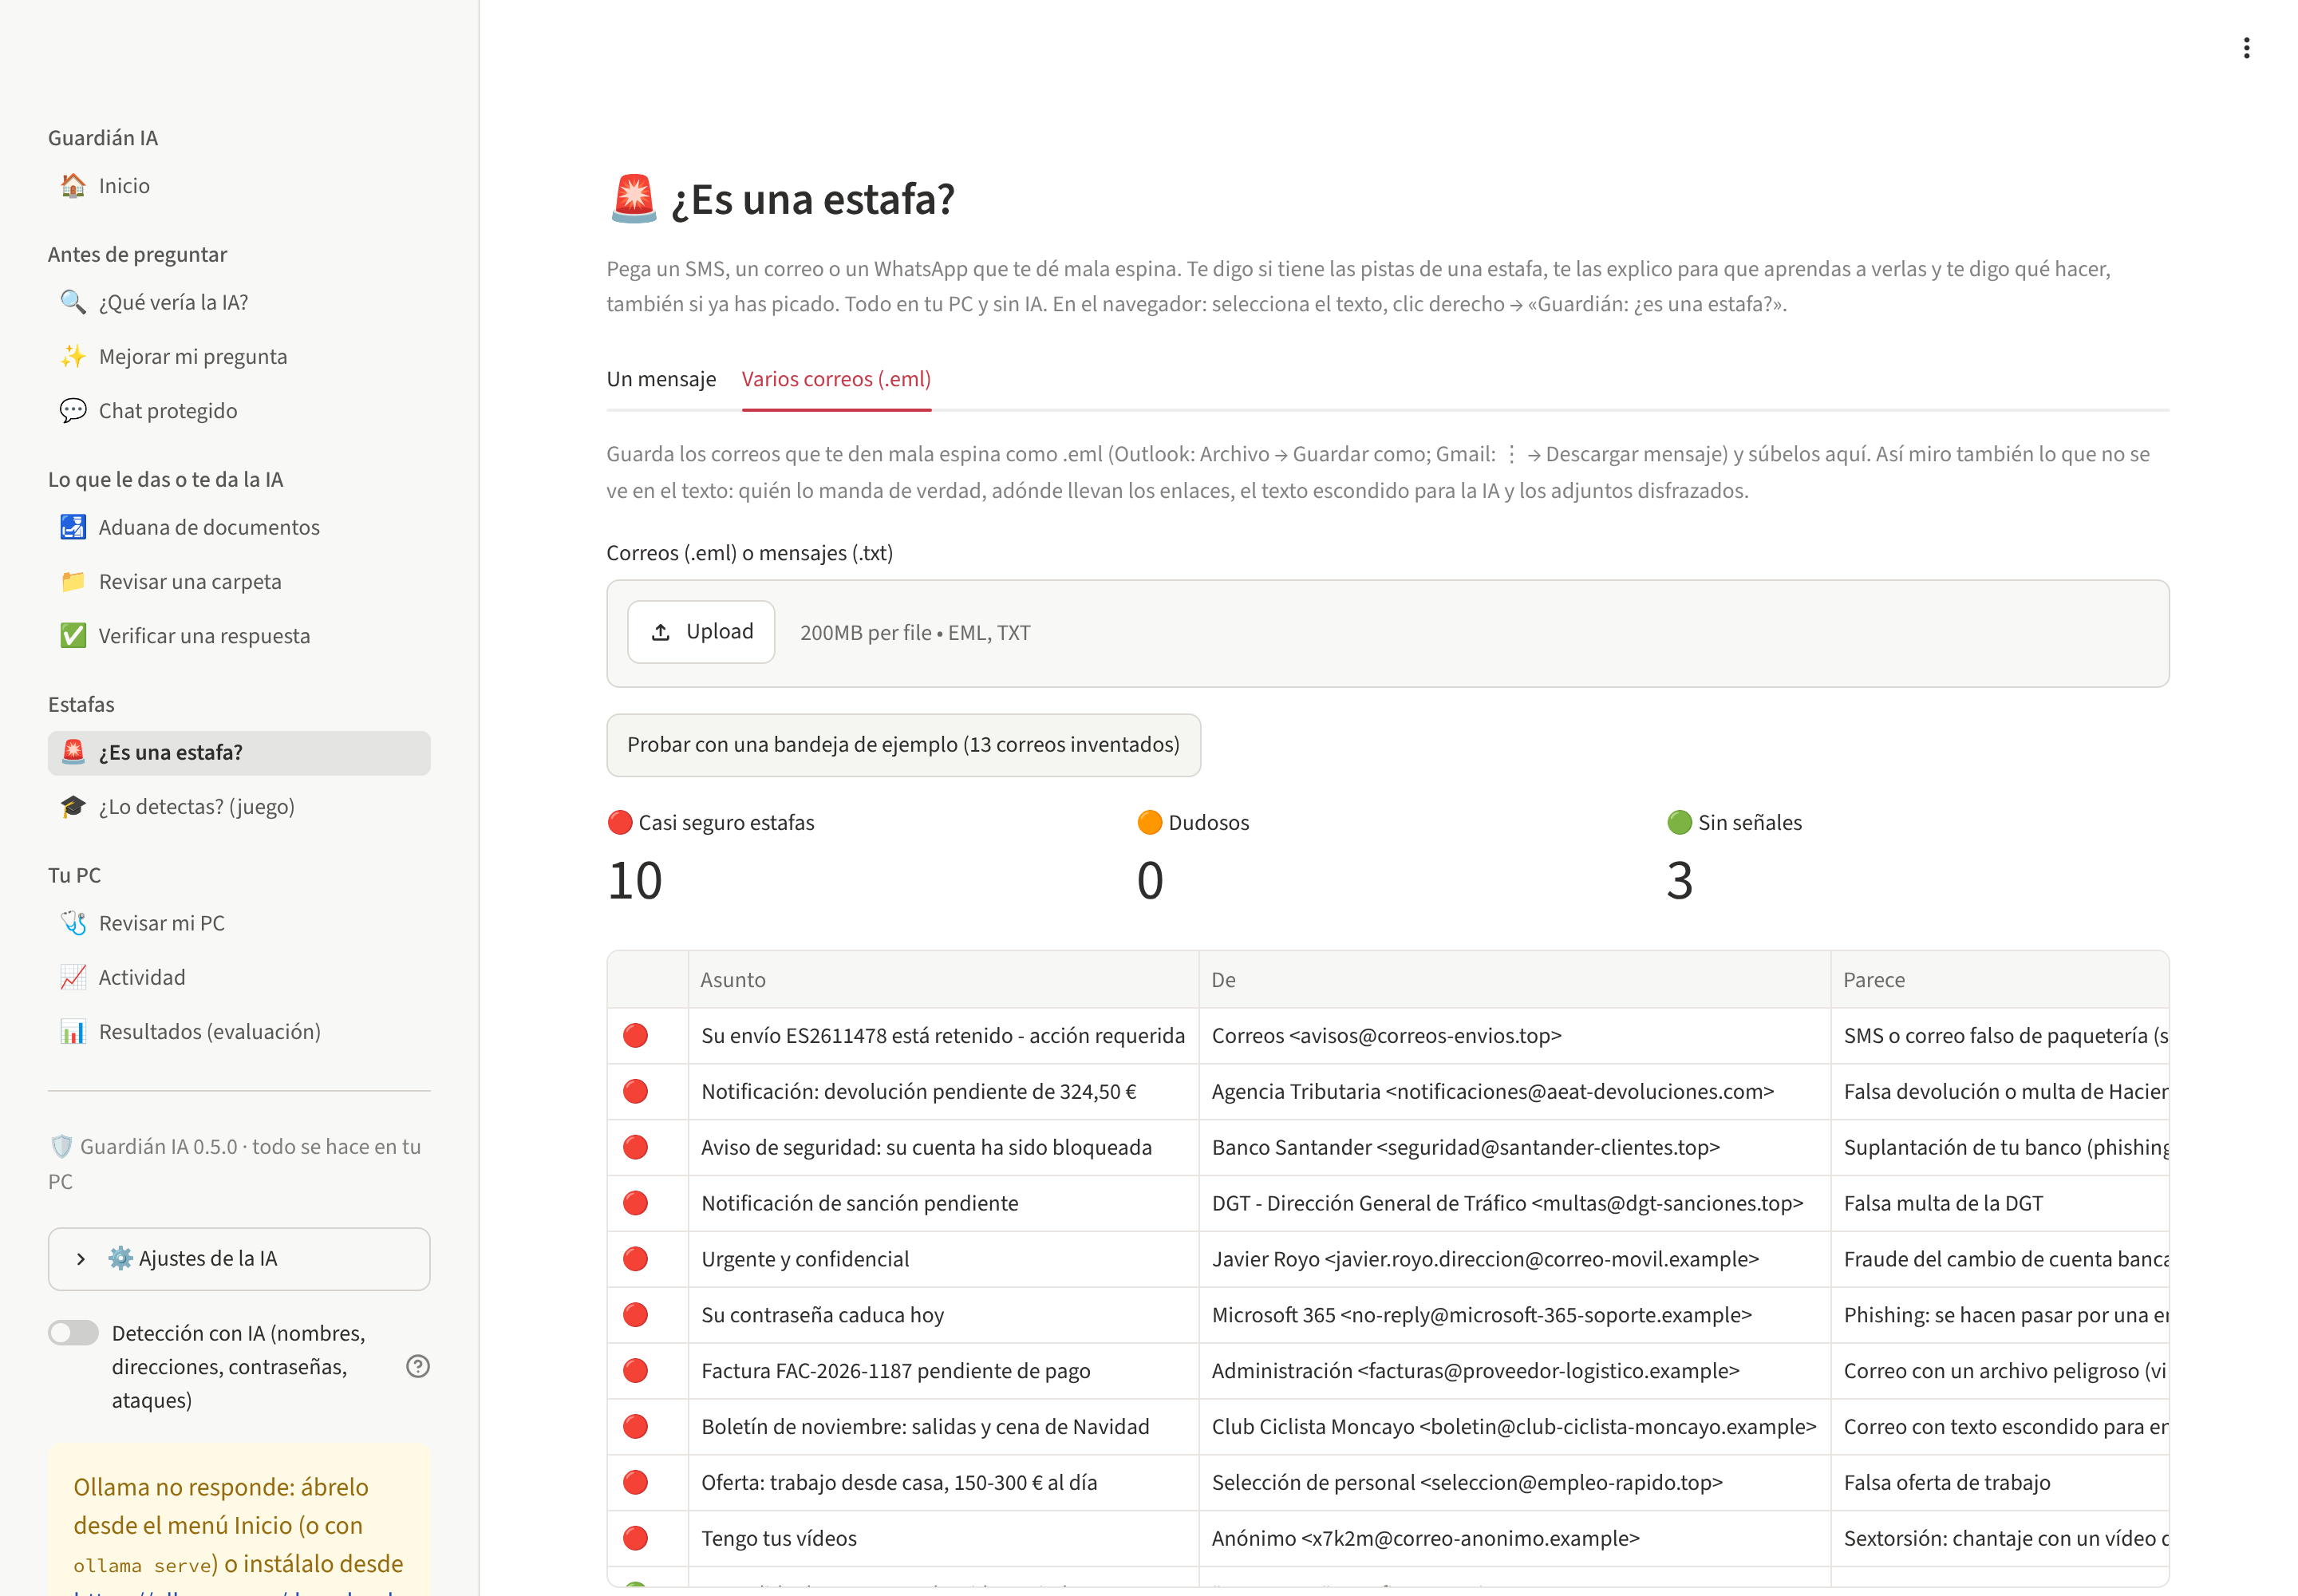 Guardián IA
Inicio
Antes de preguntar
¿Qué vería la IA?
Mejorar mi pregunta
Chat protegido
Lo que le das o te da la IA
Aduana de documentos
Revisar una carpeta
Verificar una respuesta
Estafas
¿Es una estafa?
¿Lo detectas? (juego)
Tu PC
Revisar mi PC
Actividad
Resultados (evaluación)
Guardián IA 0.5.0 · todo se hace en tu
PC
Ajustes de la IA
Detección con IA (nombres,
direcciones, contraseñas,
ataques)
Ollama no responde: ábrelo
desde el menú Inicio (o con
ollama serve) o instálalo desde
¿Es una estafa?
Pega un SMS, un correo o un WhatsApp que te dé mala espina. Te digo si tiene las pistas de una estafa, te las explico para que aprendas a verlas y te digo qué hacer,
también si ya has picado. Todo en tu PC y sin IA. En el navegador: selecciona el texto, clic derecho → «Guardián: ¿es una estafa?».
Un mensaje Varios correos (.eml)
Guarda los correos que te den mala espina como .eml (Outlook: Archivo → Guardar como; Gmail: ⋮ → Descargar mensaje) y súbelos aquí. Así miro también lo que no se
ve en el texto: quién lo manda de verdad, adónde llevan los enlaces, el texto escondido para la IA y los adjuntos disfrazados.
Correos (.eml) o mensajes (.txt)
Upload 200MB per file • EML, TXT
Probar con una bandeja de ejemplo (13 correos inventados)
Casi seguro estafas Dudosos Sin señales
10 0 3
Asunto De Parece
Su envío ES2611478 está retenido - acción requerida Correos <avisos@correos-envios.top> SMS o correo falso de paquetería (s
Notificación: devolución pendiente de 324,50 € Agencia Tributaria <notificaciones@aeat-devoluciones.com> Falsa devolución o multa de Hacien
Aviso de seguridad: su cuenta ha sido bloqueada Banco Santander <seguridad@santander-clientes.top> Suplantación de tu banco (phishing
Notificación de sanción pendiente DGT - Dirección General de Tráfico <multas@dgt-sanciones.top> Falsa multa de la DGT
Urgente y confidencial Javier Royo <javier.royo.direccion@correo-movil.example> Fraude del cambio de cuenta banca
Su contraseña caduca hoy Microsoft 365 <no-reply@microsoft-365-soporte.example> Phishing: se hacen pasar por una
Factura FAC-2026-1187 pendiente de pago Administración <facturas@proveedor-logistico.example> Correo con un archivo peligroso (vi
Boletín de noviembre: salidas y cena de Navidad Club Ciclista Moncayo <boletin@club-ciclista-moncayo.example> Correo con texto escondido para
Oferta: trabajo desde casa, 150-300 € al día Selección de personal <seleccion@empleo-rapido.top> Falsa oferta de trabajo
Tengo tus vídeos Anónimo <x7k2m@correo-anonimo.example> Sextorsión: chantaje con un vídeo